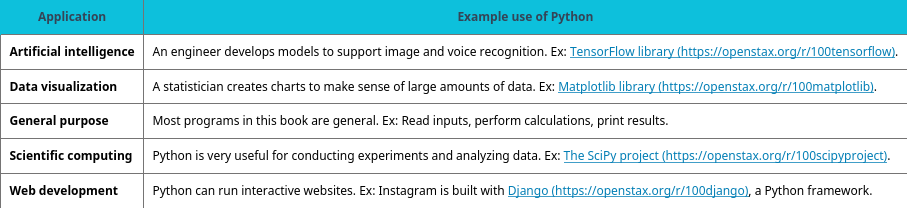 Application Example use of Python
Artificial intelligence An engineer develops models to support image and voice recognition. Ex: TensorFlow library (https://openstax.org/r/100tensorflow).
Data visualization A statistician creates charts to make sense of large amounts of data. Ex: Matplotlib library (https://openstax.org/r/100matplotlib).
General purpose Most programs in this book are general. Ex: Read inputs, perform calculations, print results.
Scientific computing Python is very useful for conducting experiments and analyzing data. Ex: The SciPy project (https://openstax.org/r/100scipyproject).
Web development Python can run interactive websites. Ex: Instagram is built with Django (https://openstax.org/r/100django), a Python framework.